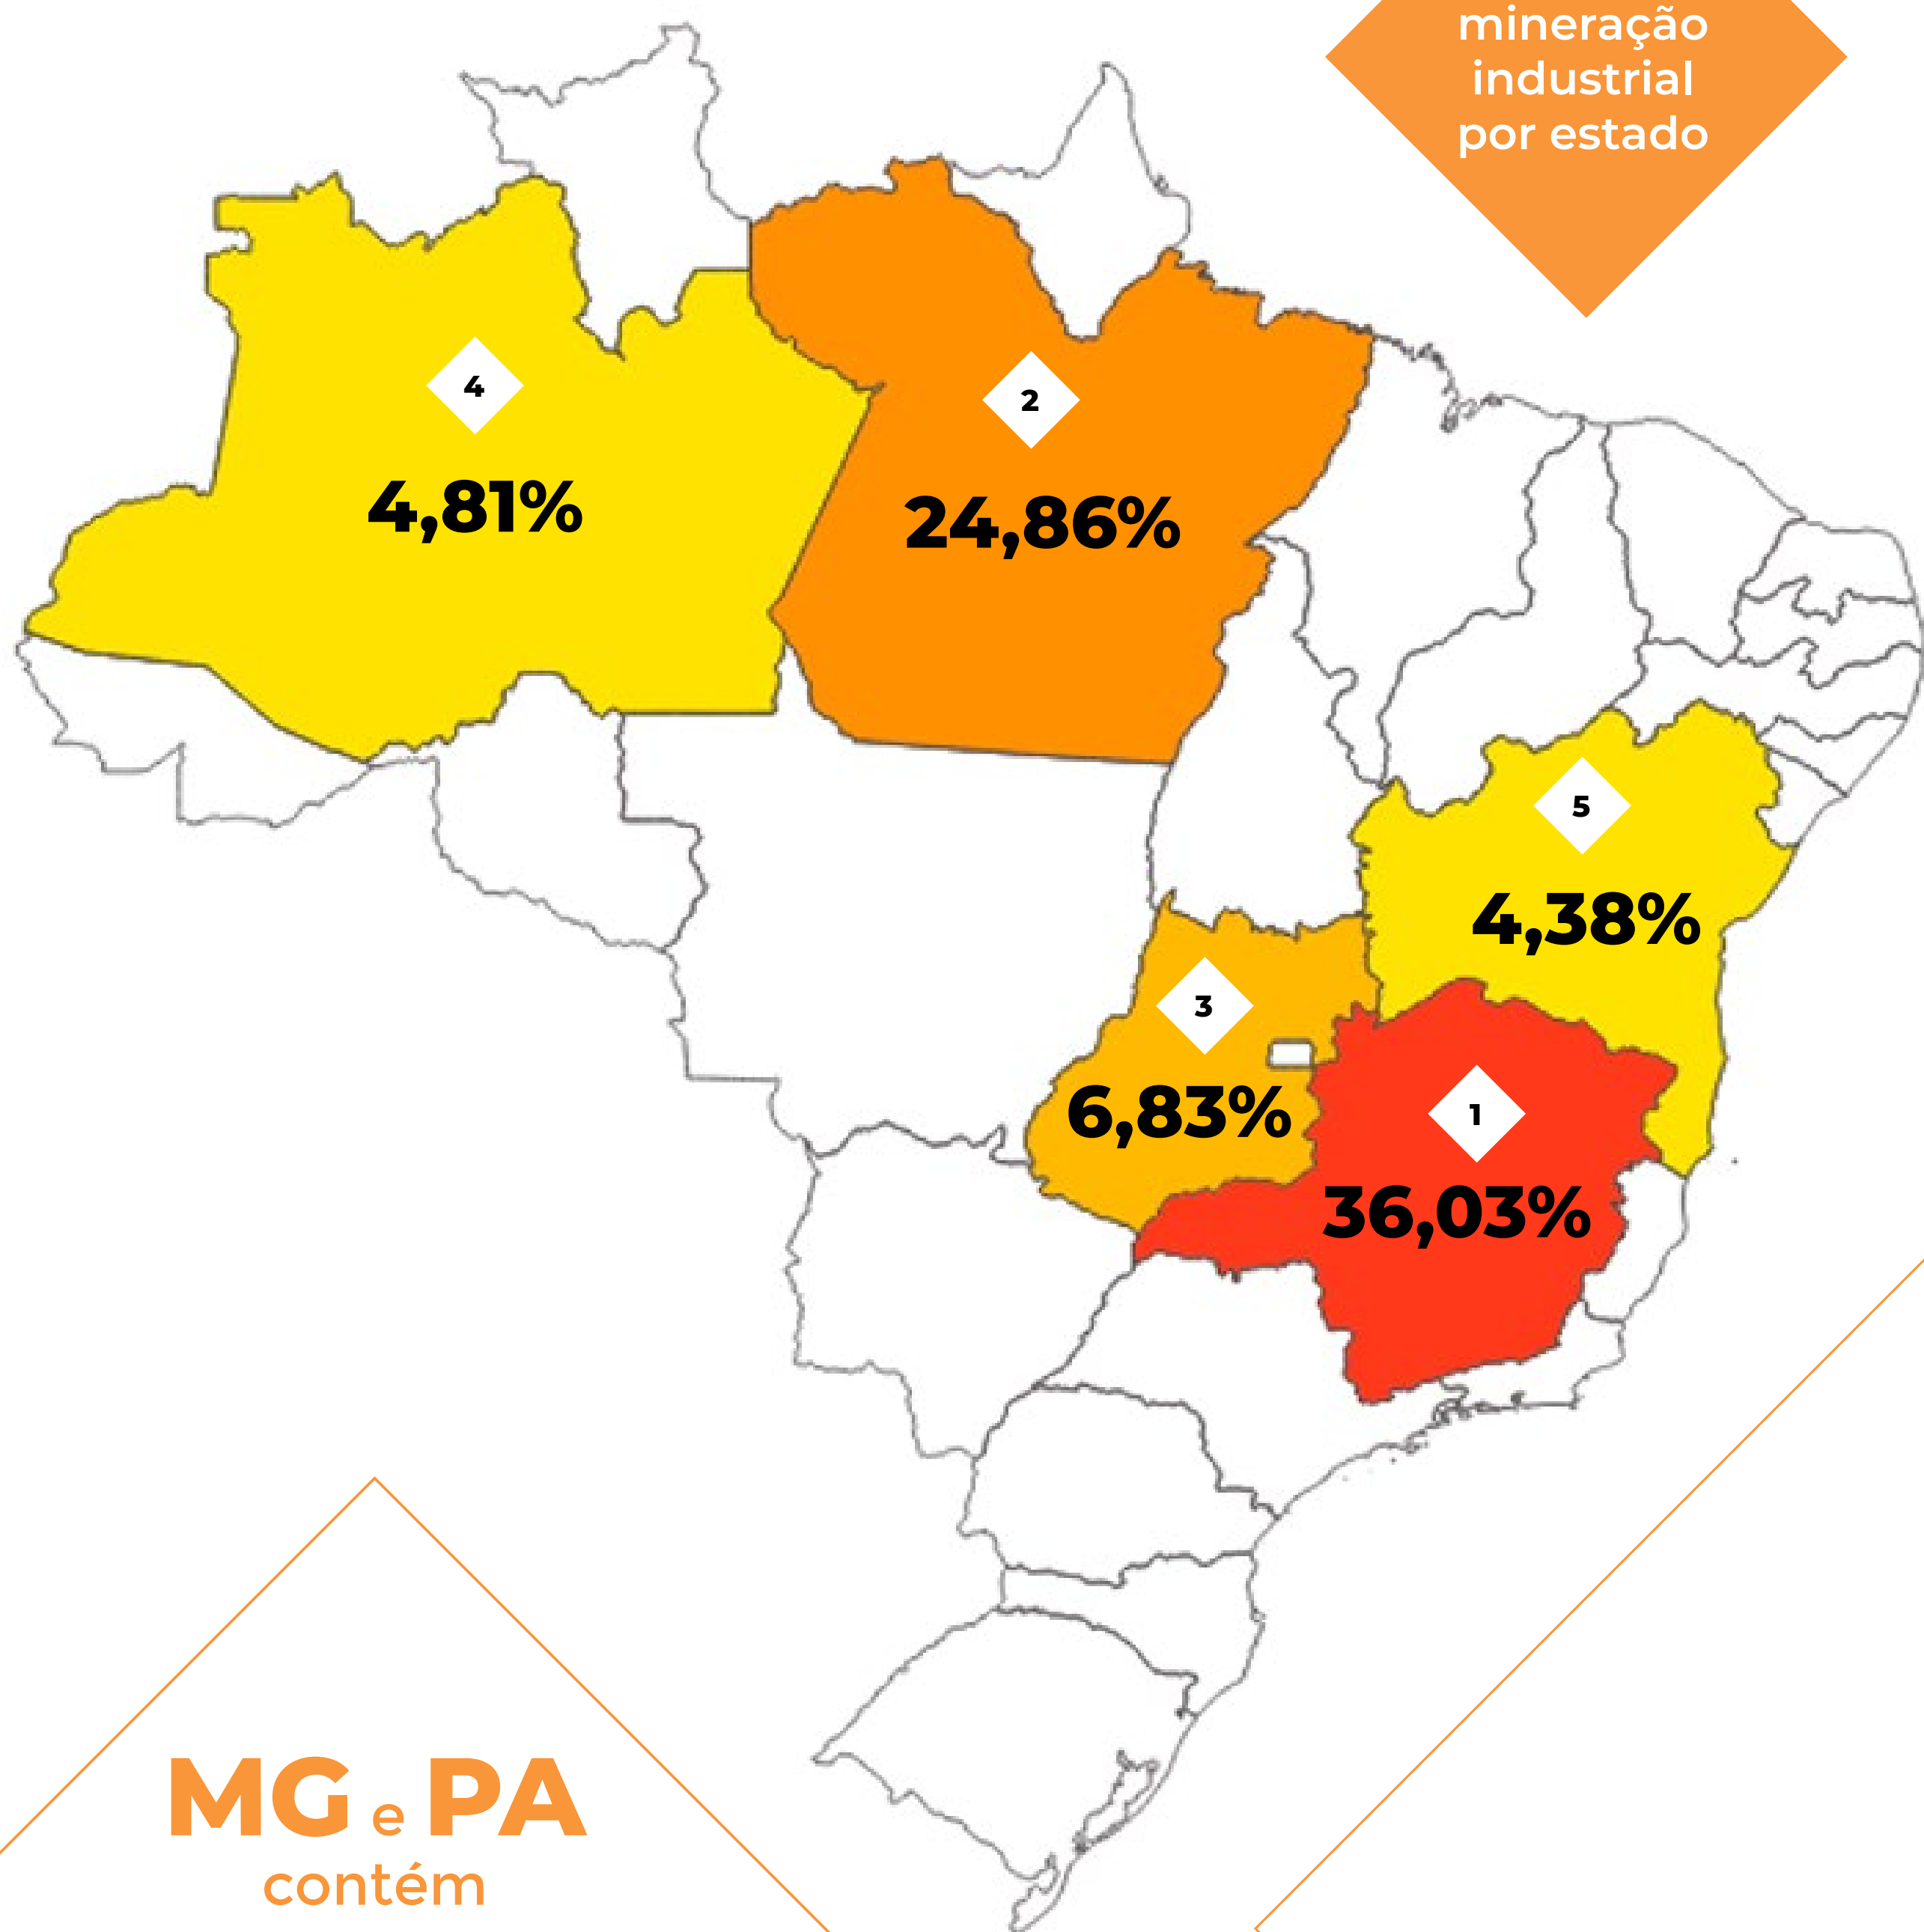 mineração
industrial
por estado
4
4,81%
2
24,86%
5
4,38%
3
6,83%
1
36,03%
MG e PA
contém